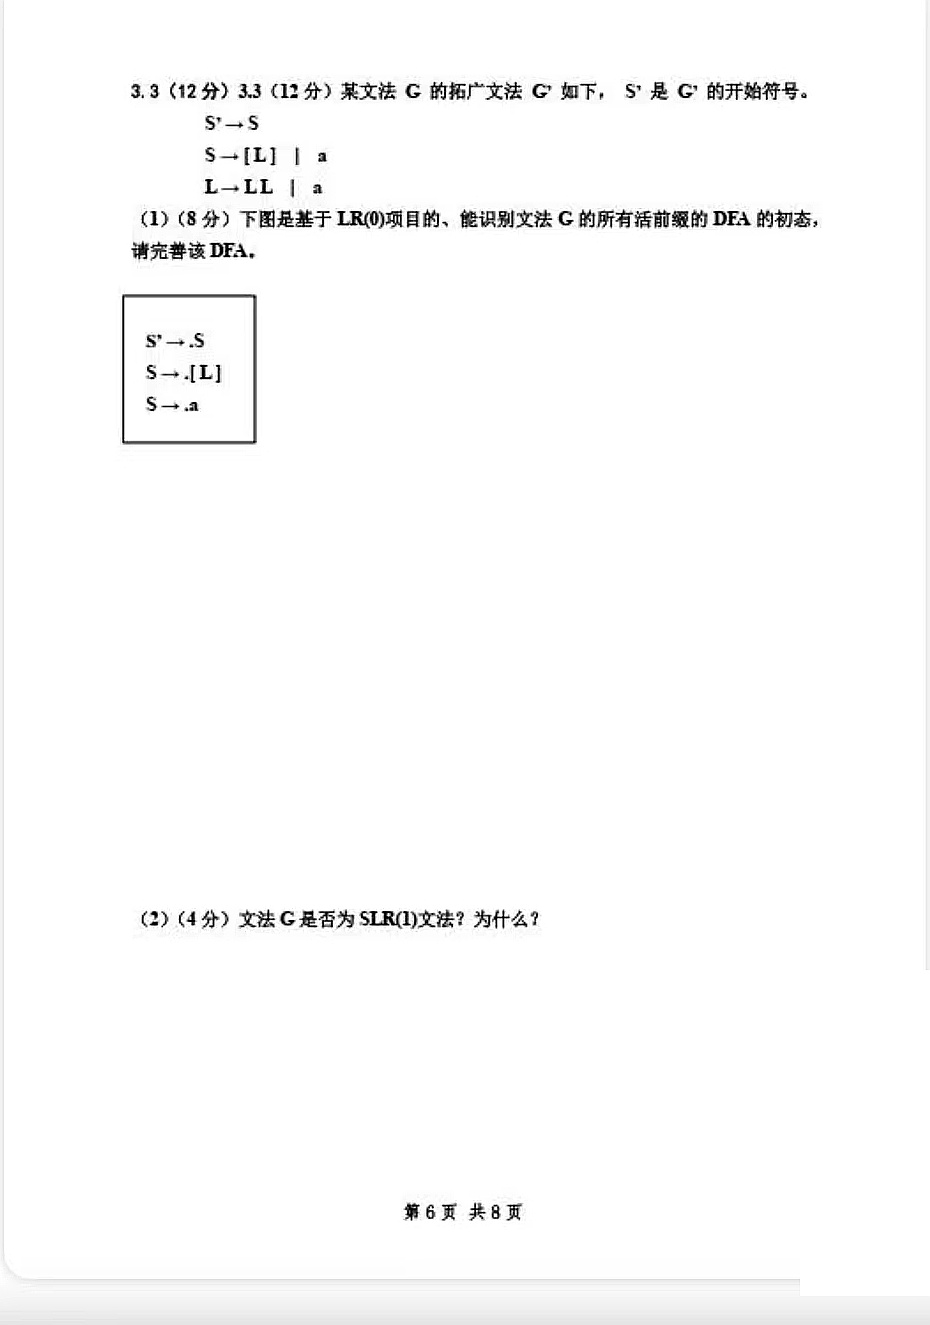 3.3（12分）3.3（12分）某文法 G 的拓广文法 G’ 如下， S’ 是 G’ 的开始符号。
S’→S
S→[L] | a
L→LL | a
（1）（8分）下图是基于 LR(0)项目的、能识别文法 G 的所有活前缀的 DFA 的初态，
请完善该 DFA。
S’→.S
S→.[L]
S→.a
（2）（4分）文法 G 是否为 SLR(1)文法？为什么？
第 6 页 共 8 页